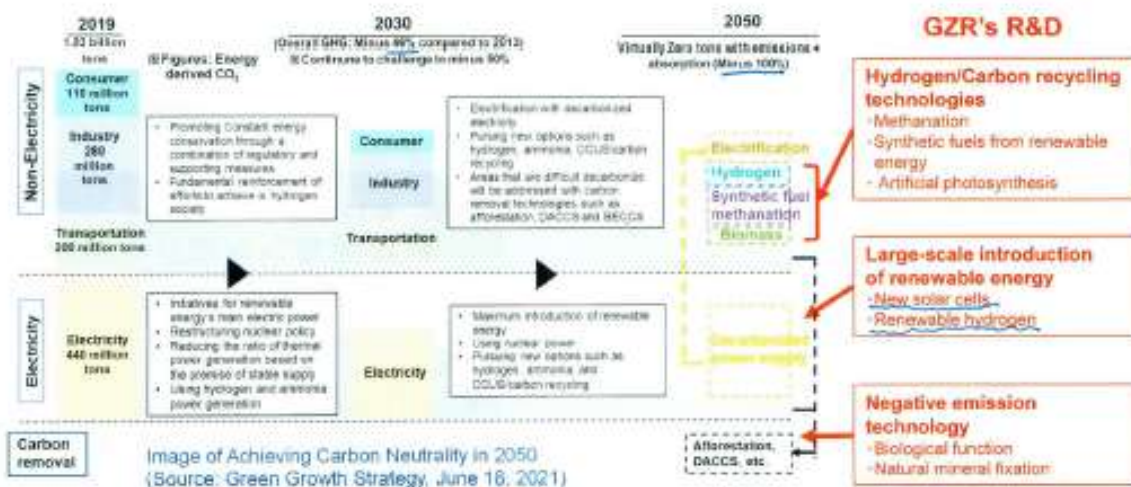 2019
1.03 billion
ton
Consumer
110 million
tons
Industry
280
million
tons
Transportation
200 million tons
Non-Electricity
Electricity
Electricity
440 million
tons
Carbon
removal
※Figures: Energy
derived CO₂
• Promoting Constant energy
conservation through a
combination of regulatory and
supporting measures
• Fundamental reinforcement of
efforts to achieve a hydrogen
society
• Initiatives for renewable
energy's main electric power
• Restructuring nuclear policy
• Reducing the ratio of thermal
power generation based on
the premise of stable supply
• Using hydrogen and ammonia
power generation
2030
(Overall GHG: Minus 46% compared to 2013)
※Continue to challenge to minus 50%
Consumer
Industry
Transportation
Electricity
• Electrification with decarbonized
electricity
• Pursing new options such as
hydrogen, ammonia, CCUS/carbon
recycling
• Areas that are difficult decarbonize
will be addressed with carbon
removal technologies such as
afforestation, DACCS and BECCS
• Maximum introduction of renewable
energy
• Using nuclear power
• Pursuing new options such as
hydrogen, ammonia, and
CCUS/carbon recycling
2050
Virtually Zero tons with emissions +
absorption (Minus 100%)
Electrification
Hydrogen
Synthetic fuel
methanation
Biomass
power supply
Afforestation,
DACCS, etc
GZR's R&D
Hydrogen/Carbon recycling
technologies
・Methanation
・Synthetic fuels from renewable
energy
・Artificial photosynthesis
Large-scale introduction
of renewable energy
・New solar cells
・Renewable hydrogen
Negative emission
technology
・Biological function
・Natural mineral fixation
Image of Achieving Carbon Neutrality in 2050
(Source: Green Growth Strategy, June 18, 2021)